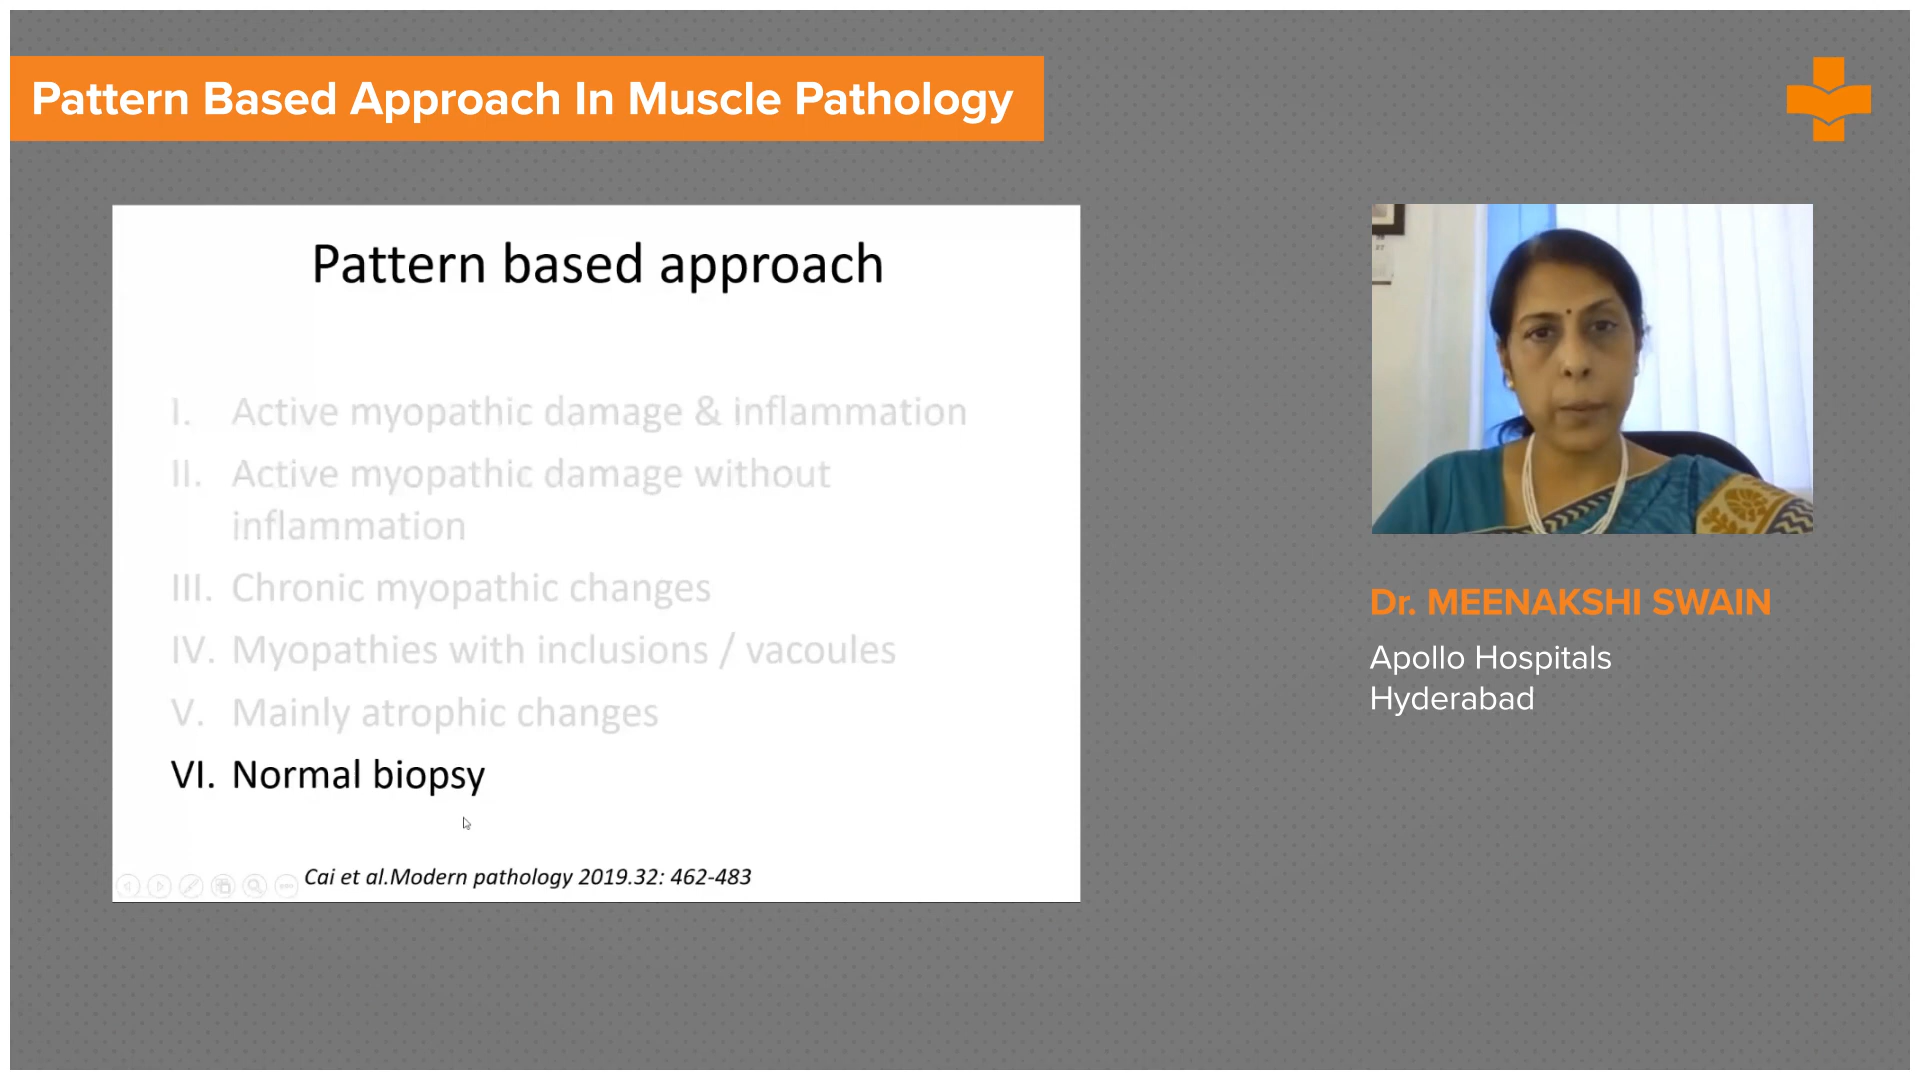 Pattern Based Approach In Muscle Pathology
Pattern based approach
I. Active myopathic damage & inflammation
II. Active myopathic damage without
inflammation
III. Chronic myopathic changes
IV. Myopathies with inclusions / vacoules
V. Mainly atrophic changes
VI. Normal biopsy
Cai et al.Modern pathology 2019.32: 462-483
Dr. MEENAKSHI SWAIN
Apollo Hospitals
Hyderabad